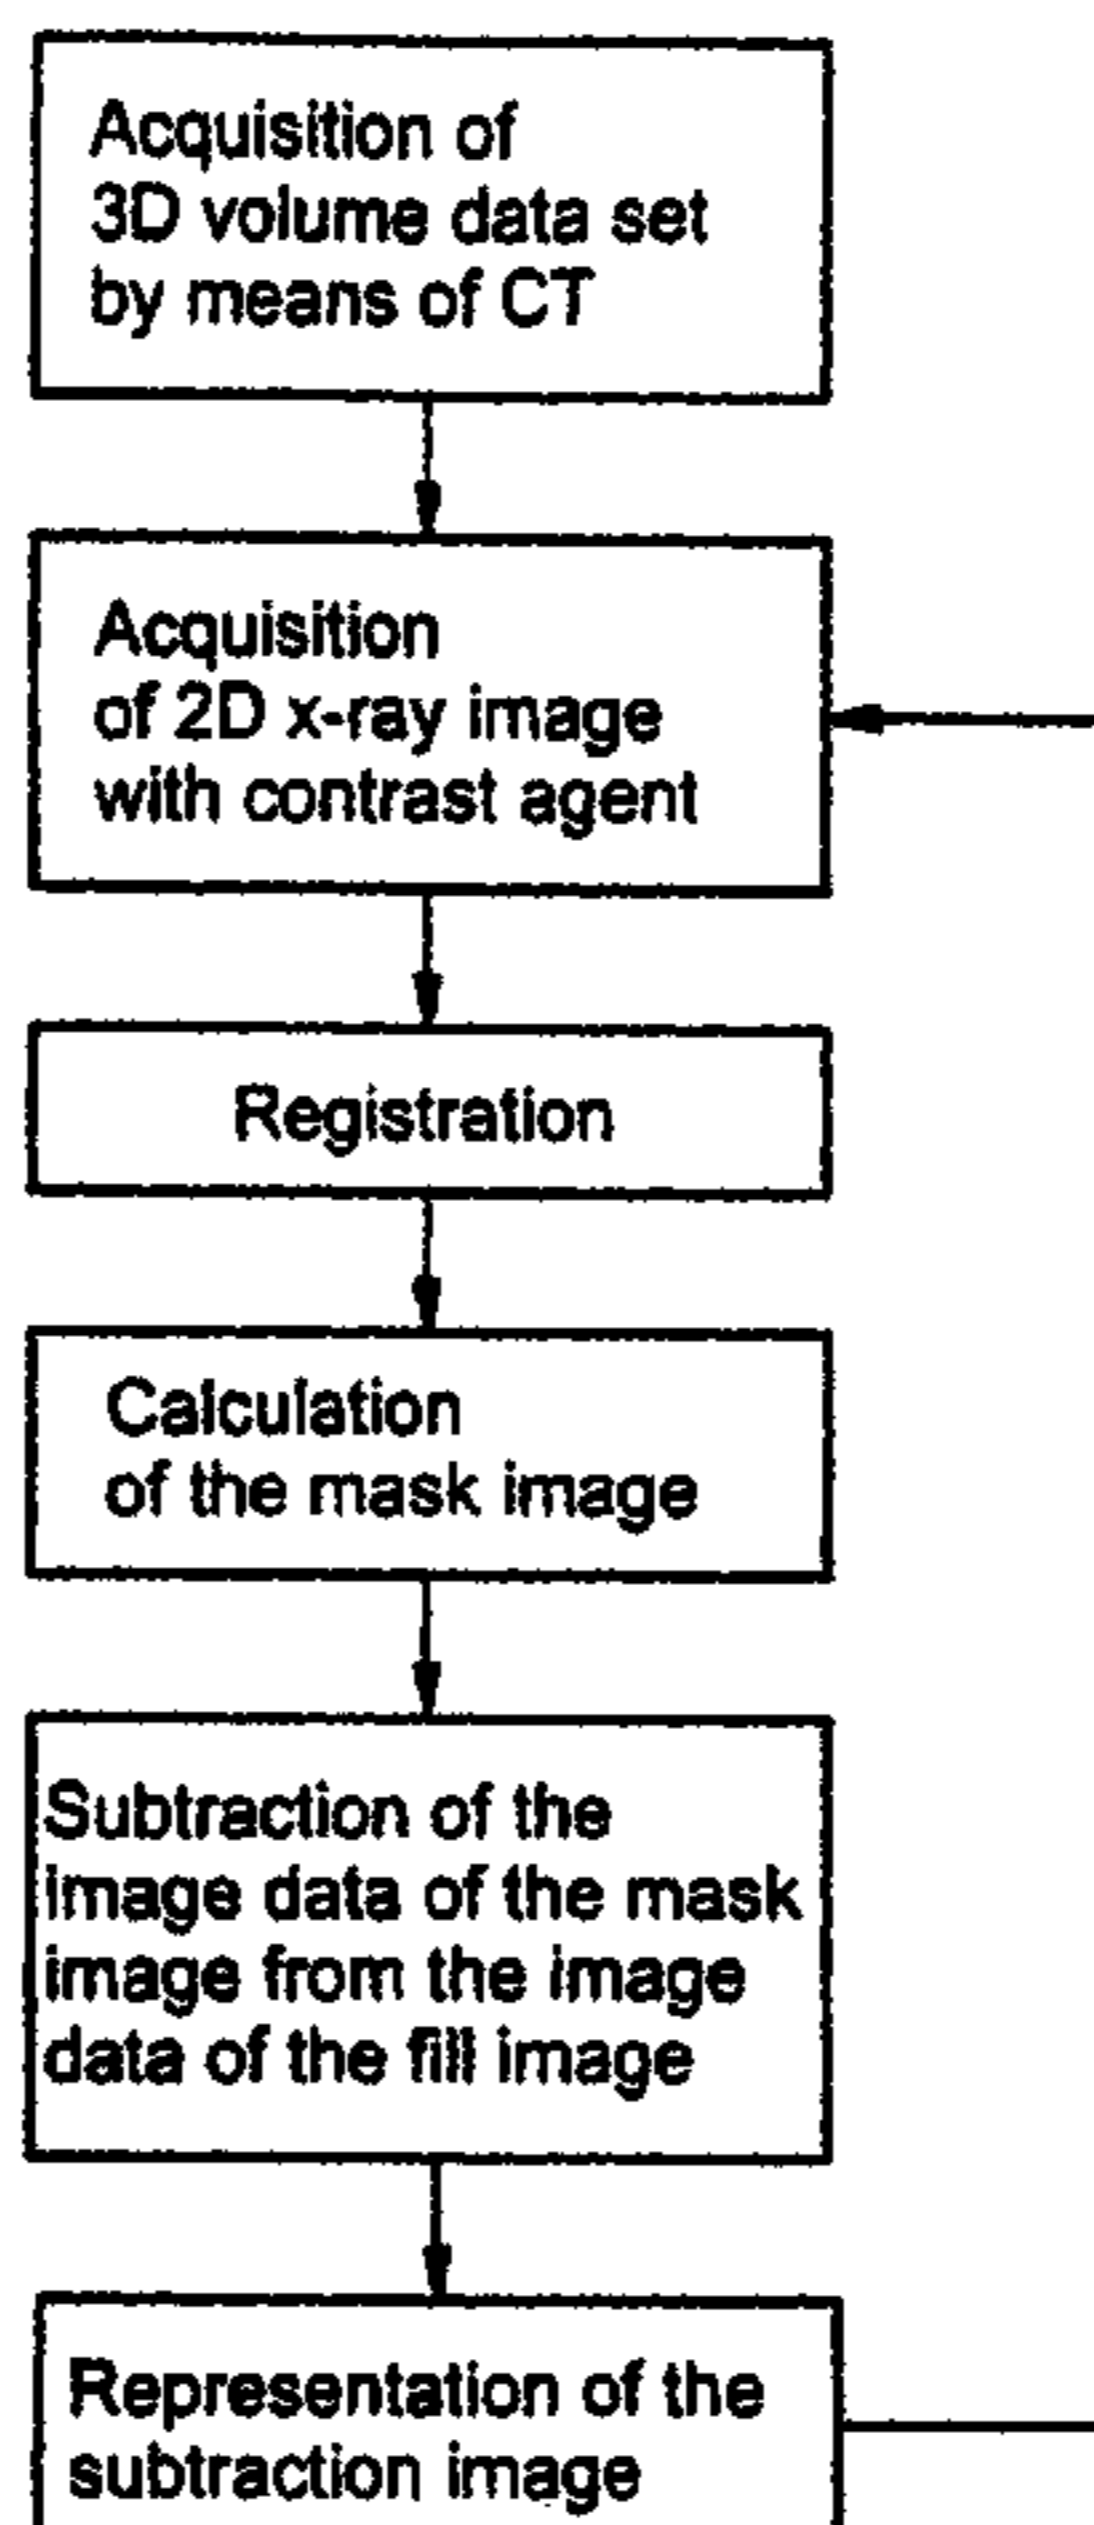 Acquisition of
3D volume data set
by means of CT
Acquisition
of 2D x-ray image
with contrast agent
Registration
Calculation
of the mask image
Subtraction of the
image data of the mask
image from the image
data of the fill image
Representation of the
subtraction image